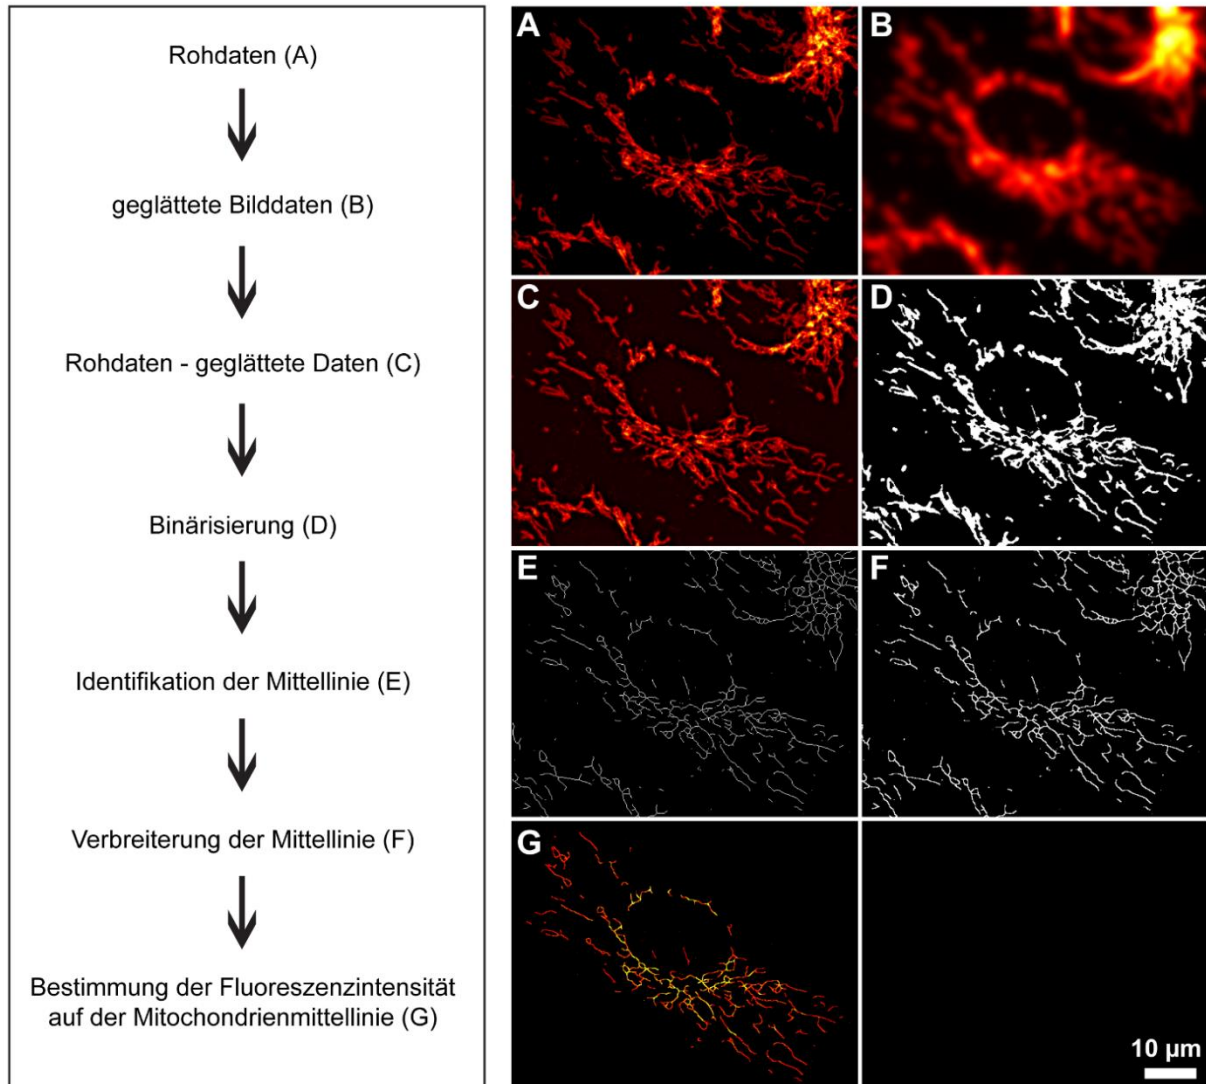 Rohdaten (A)
geglättete Bilddaten (B)
Rohdaten - geglättete Daten (C)
Binärisierung (D)
Identifikation der Mittellinie (E)
Verbreiterung der Mittellinie (F)
Bestimmung der Fluoreszenzintensität
auf der Mitochondrienmittellinie (G)
A
B
C
D
E
F
G
10 µm